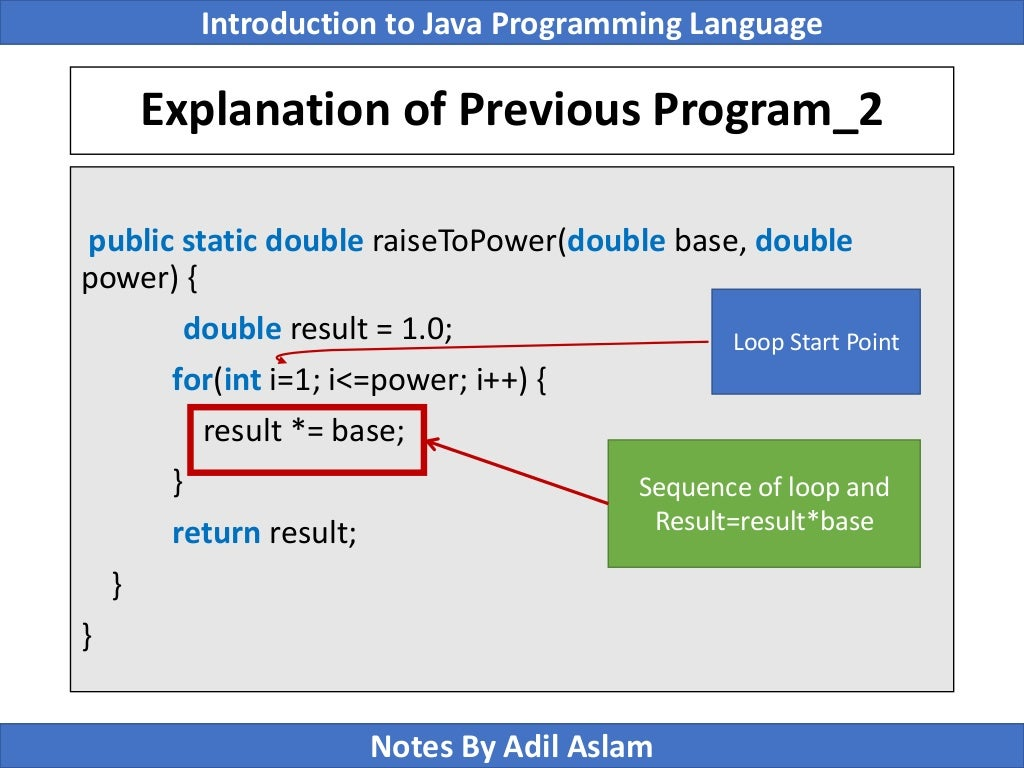 Introduction to Java Programming Language
Explanation of Previous Program_2
public static double raiseToPower(double base, double
power) {
double result = 1.0;
Loop Start Point
for(int i=1; i<=power; i++) {
result *= base;
}
Sequence of loop and
Result=result*base
return result;
}
}
Notes By Adil Aslam